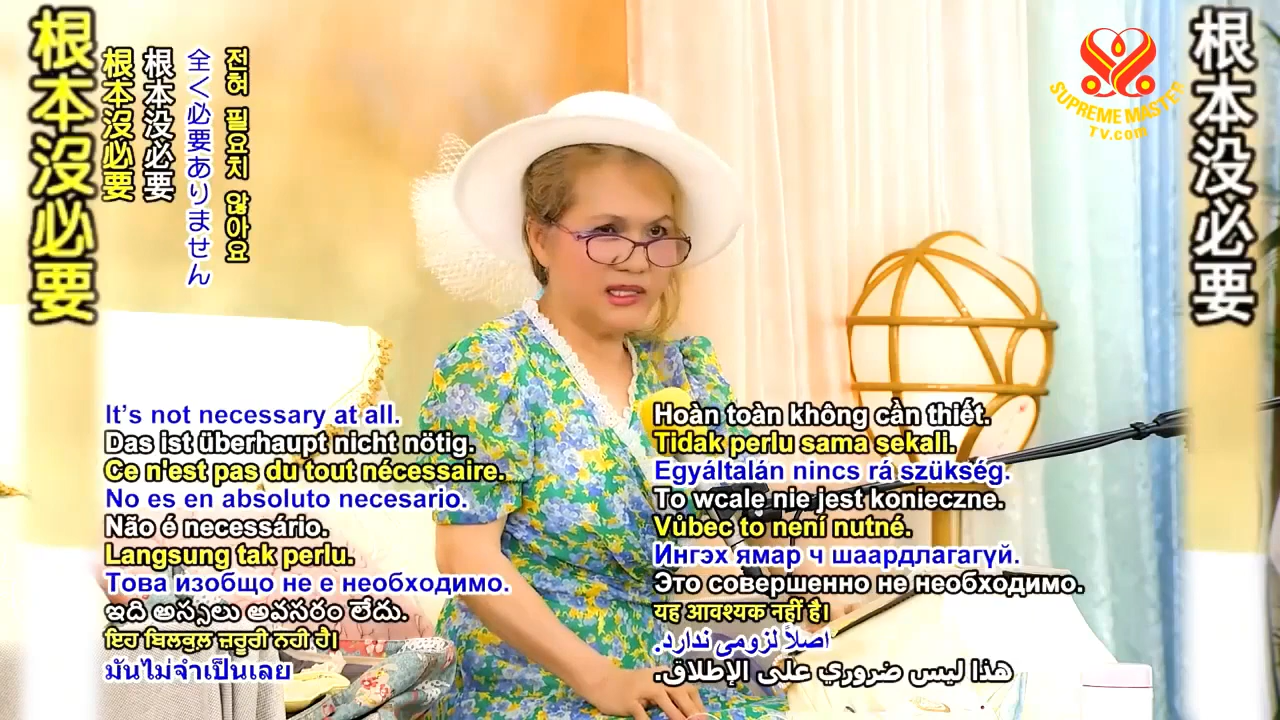 根本沒必要
根本沒必要
根本没必要
全く必要ありません
전혀 필요치 않아요
SUPREME MASTER
TV.com
根本没必要
It’s not necessary at all.
Das ist überhaupt nicht nötig.
Ce n'est pas du tout nécessaire.
No es en absoluto necesario.
Não é necessário.
Langsung tak perlu.
Това изобщо не е необходимо.
ఇది అస్సలు అవసరం లేదు.
ਇਹ ਬਿਲਕੁਲ ਜ਼ਰੂਰੀ ਨਹੀ ਹੈ।
มันไม่จำเป็นเลย
Hoàn toàn không cần thiết.
Tidak perlu sama sekali.
Egyáltalán nincs rá szükség.
To wcale nie jest konieczne.
Vůbec to není nutné.
Ингэх ямар ч шаардлагагүй.
Это совершенно не необходимо.
यह आवश्यक नहीं है।
اصلاً لزومی ندارد.
هذا ليس ضروري على الإطلاق.